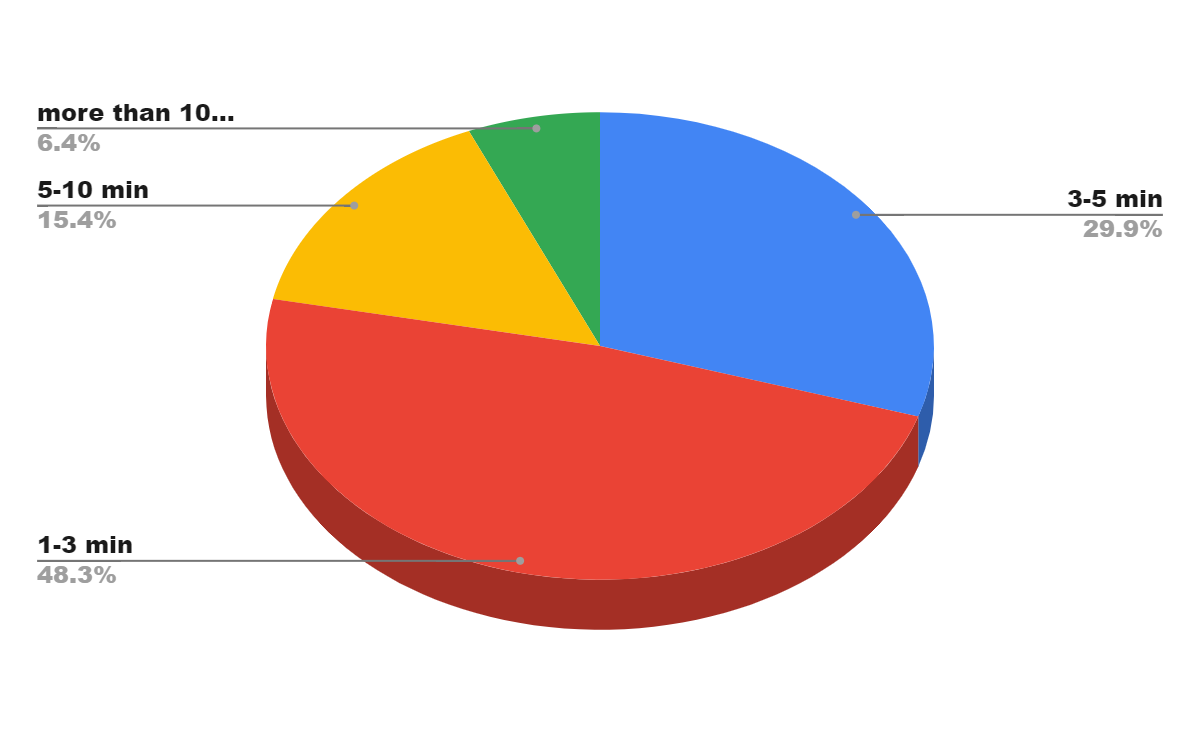 more than 10...
6.4%
5-10 min
15.4%
3-5 min
29.9%
1-3 min
48.3%